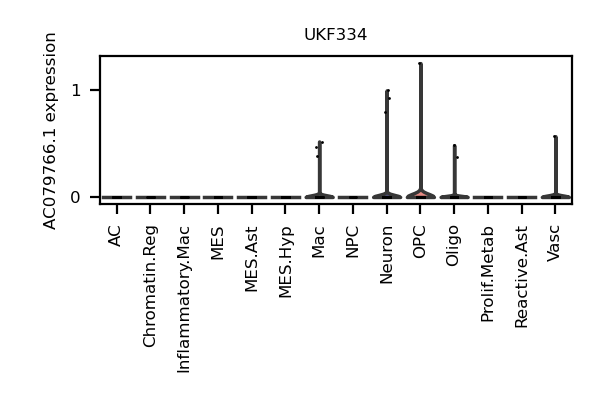 UKF334
AC079766.1 expression
1
0
AC
Chromatin.Reg
Inflammatory.Mac
MES
MES.Ast
MES.Hyp
Mac
NPC
Neuron
OPC
Oligo
Prolif.Metab
Reactive.Ast
Vasc